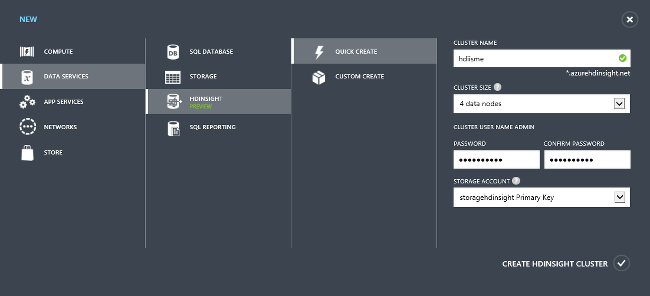 NEW
COMPUTE
DATA SERVICES
APP SERVICES
NETWORKS
STORE
SQL DATABASE
STORAGE
HDINSIGHT
PREVIEW
SQL REPORTING
QUICK CREATE
CUSTOM CREATE
CLUSTER NAME
hdiisme
*.azurehdinsight.net
CLUSTER SIZE ?
4 data nodes
CLUSTER USER NAME ADMIN
PASSWORD CONFIRM PASSWORD
•••••••••• ••••••••••
STORAGE ACCOUNT ?
storagehdinsight Primary Key
CREATE HDINSIGHT CLUSTER